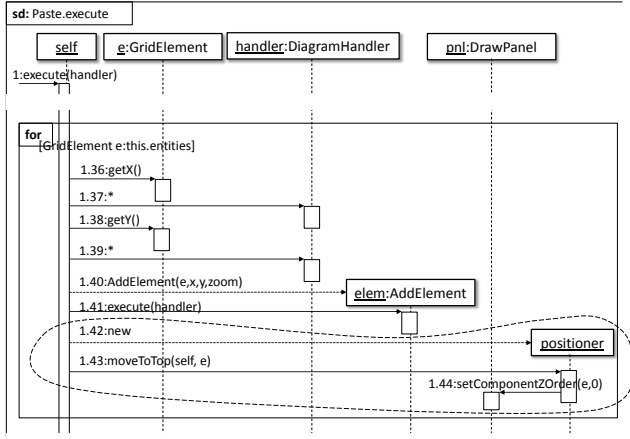 sd: Paste.execute
self
e:GridElement
handler:DiagramHandler
pnl:DrawPanel
1:execute(handler)
for
[GridElement e:this.entities]
1.36:getX()
1.37:*
1.38:getY()
1.39:*
1.40:AddElement(e,x,y,zoom)
elem:AddElement
1.41:execute(handler)
1.42:new
positioner
1.43:moveToTop(self, e)
1.44:setComponentZOrder(e,0)